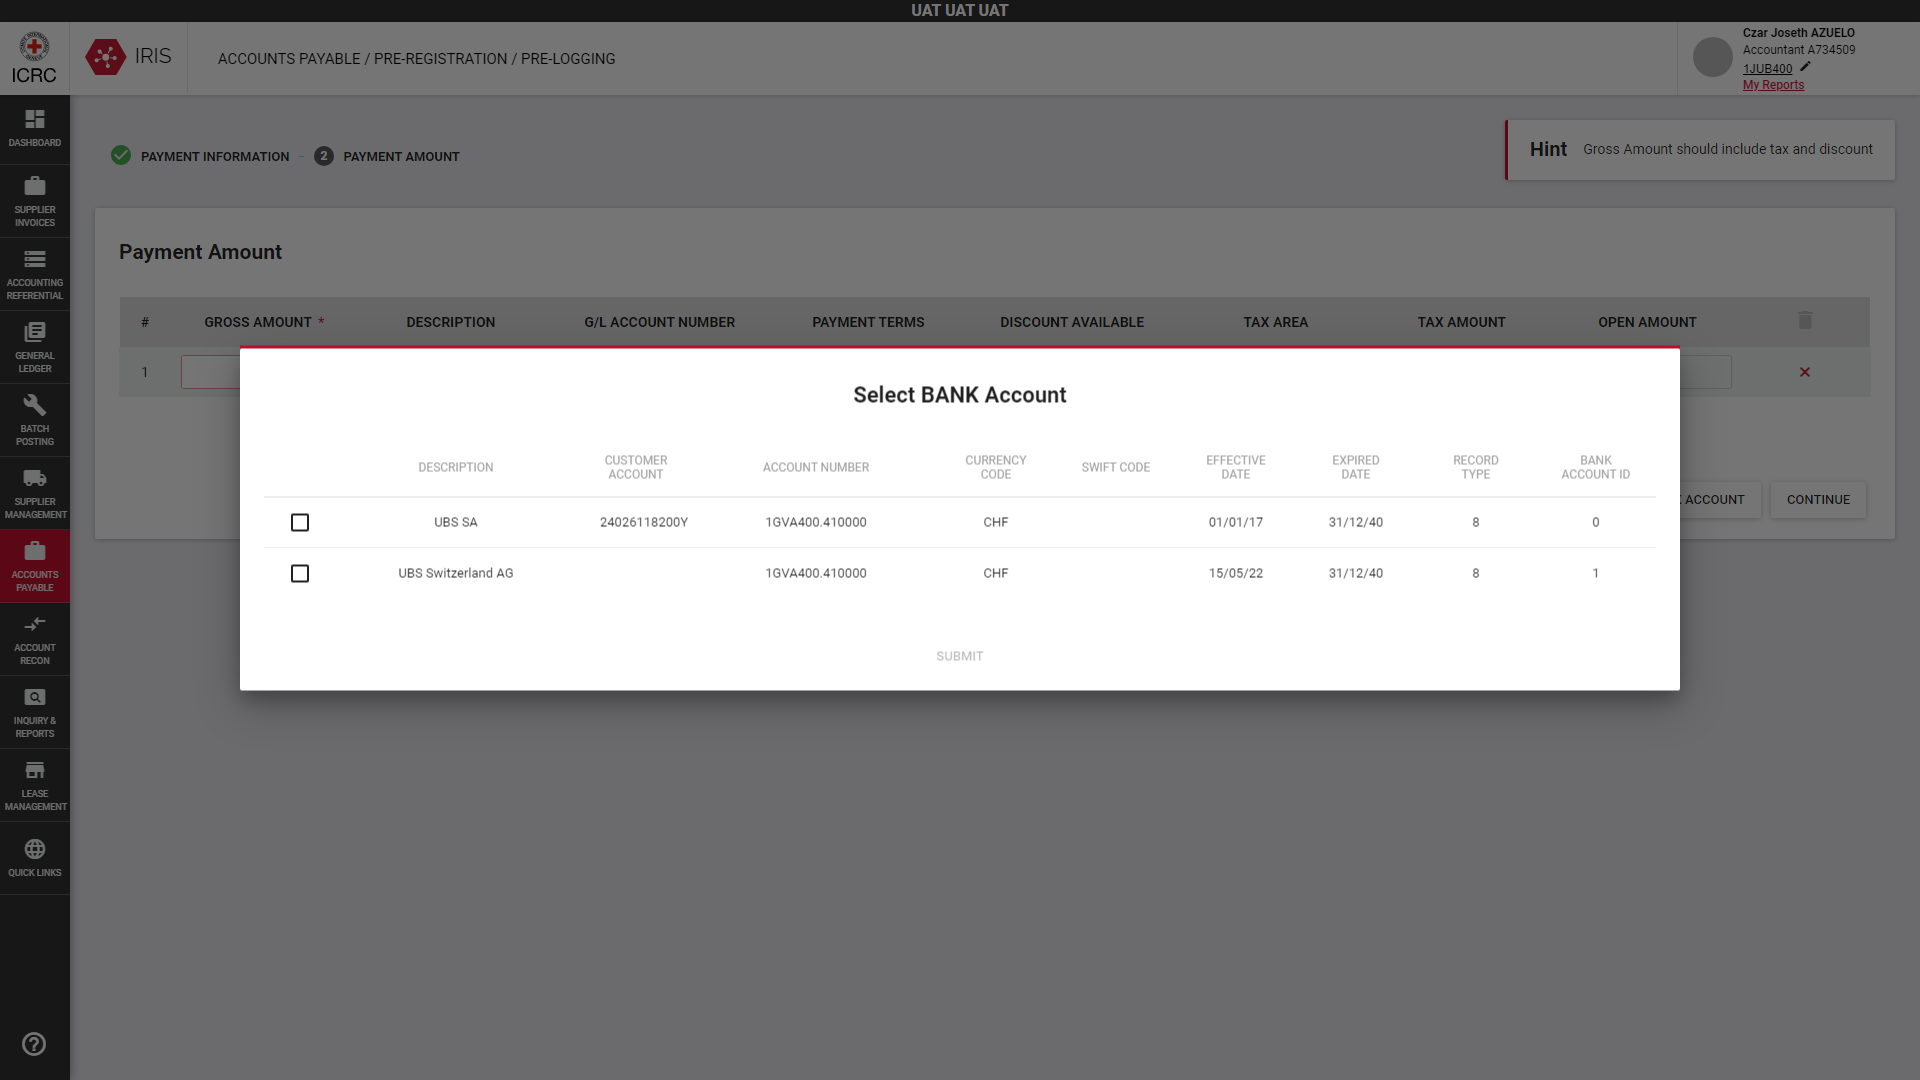 UAT UAT UAT
ICRC
IRIS
ACCOUNTS PAYABLE / PRE-REGISTRATION / PRE-LOGGING
Czar Joseth AZUELO
Accountant A734509
1JUB400
My Reports
DASHBOARD
SUPPLIER
INVOICES
ACCOUNTING
REFERENTIAL
GENERAL
LEDGER
BATCH
POSTING
SUPPLIER
MANAGEMENT
ACCOUNTS
PAYABLE
ACCOUNT
RECON
INQUIRY &
REPORTS
LEASE
MANAGEMENT
QUICK LINKS
PAYMENT INFORMATION – 2 PAYMENT AMOUNT
Hint Gross Amount should include tax and discount
Payment Amount
# GROSS AMOUNT * DESCRIPTION G/L ACCOUNT NUMBER PAYMENT TERMS DISCOUNT AVAILABLE TAX AREA TAX AMOUNT OPEN AMOUNT
1
Select BANK Account
DESCRIPTION CUSTOMER ACCOUNT ACCOUNT NUMBER CURRENCY CODE SWIFT CODE EFFECTIVE DATE EXPIRED DATE RECORD TYPE BANK ACCOUNT ID
UBS SA 24026118200Y 1GVA400.410000 CHF 01/01/17 31/12/40 8 0
UBS Switzerland AG 1GVA400.410000 CHF 15/05/22 31/12/40 8 1
SUBMIT
ACCOUNT CONTINUE